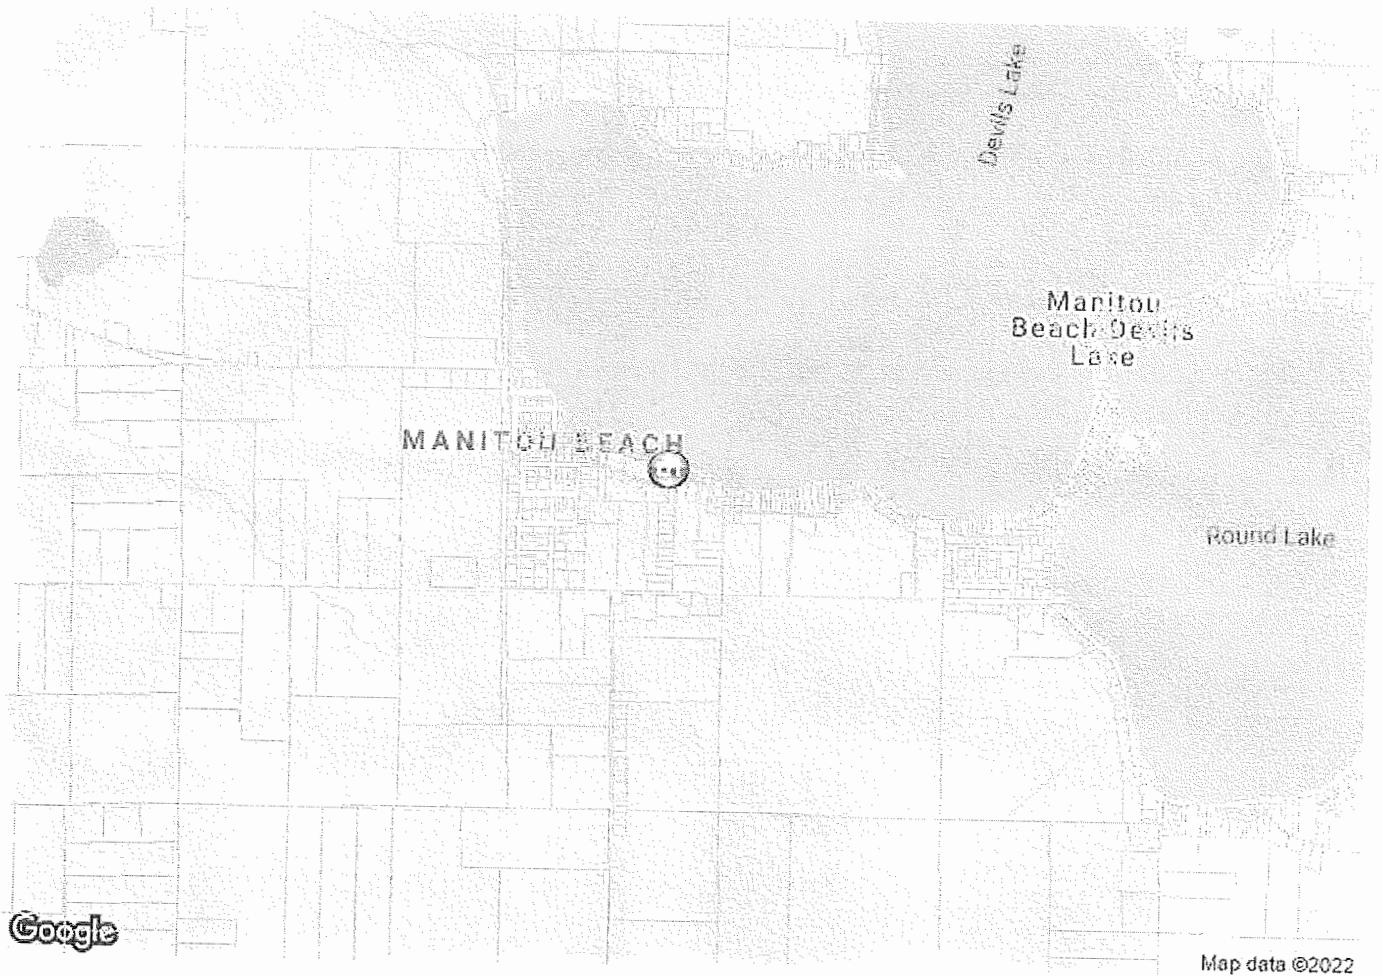 Devils Lake
Manitou
Beach-Devils
Lake
MANITOU BEACH
Round Lake
Google
Map data ©2022